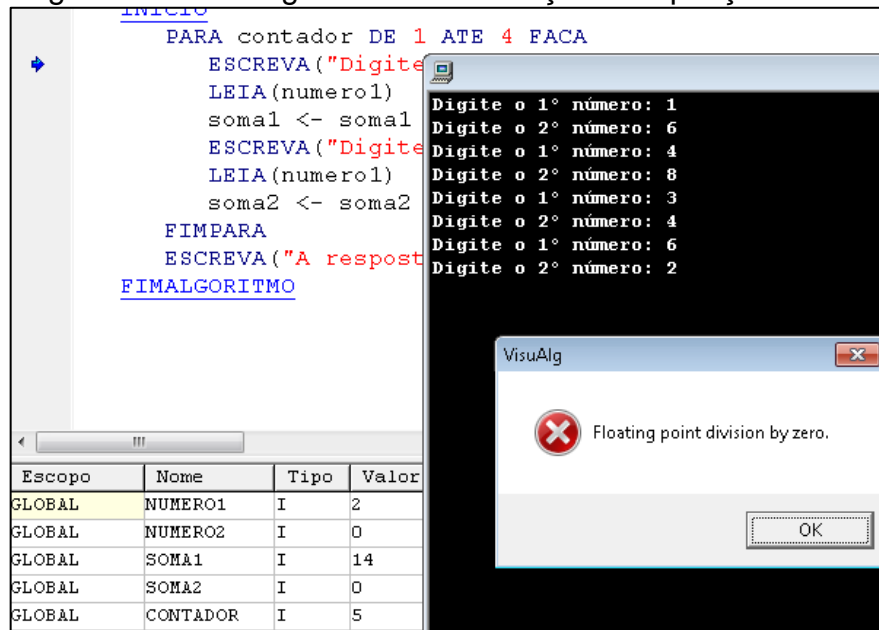 INICIO
PARA contador DE 1 ATE 4 FACA
ESCREVA("Digite
LEIA(numero1)
soma1 <- soma1
ESCREVA("Digite
LEIA(numero1)
soma2 <- soma2
FIMPARA
ESCREVA("A respost
FIMALGORITMO
Digite o 1° número: 1
Digite o 2° número: 6
Digite o 1° número: 4
Digite o 2° número: 8
Digite o 1° número: 3
Digite o 2° número: 4
Digite o 1° número: 6
Digite o 2° número: 2
VisuAlg
Floating point division by zero.
OK
Escopo Nome Tipo Valor
GLOBAL NUMERO1 I 2
GLOBAL NUMERO2 I 0
GLOBAL SOMA1 I 14
GLOBAL SOMA2 I 0
GLOBAL CONTADOR I 5